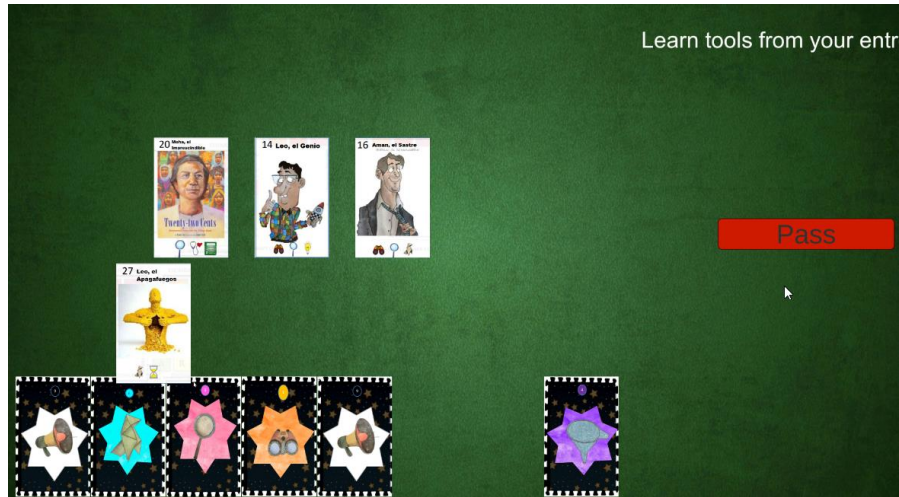 Learn tools from your entr
20 Moha, el
Imprescindible
14 Leo, el Genio
16 Aman, el Sastre
Twenty-two Cents
Pass
27 Leo, el
Apagafuegos